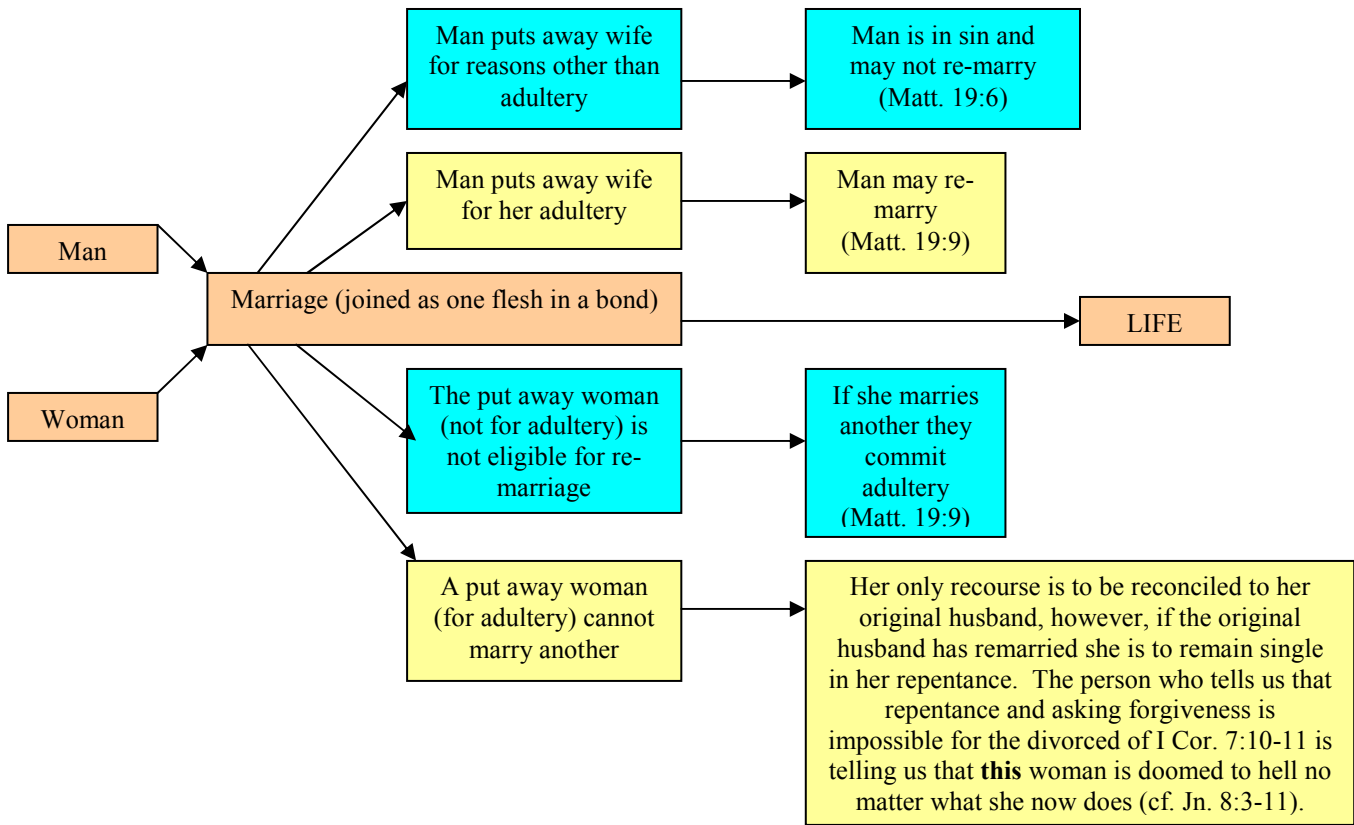 Man puts away wife
for reasons other than
adultery
Man is in sin and
may not re-marry
(Matt. 19:6)
Man puts away wife
for her adultery
Man may re-
marry
(Matt. 19:9)
Man
Marriage (joined as one flesh in a bond)
LIFE
Woman
The put away woman
(not for adultery) is
not eligible for re-
marriage
If she marries
another they
commit
adultery
(Matt. 19:9)
A put away woman
(for adultery) cannot
marry another
Her only recourse is to be reconciled to her
original husband, however, if the original
husband has remarried she is to remain single
in her repentance.  The person who tells us that
repentance and asking forgiveness is
impossible for the divorced of I Cor. 7:10-11 is
telling us that this woman is doomed to hell no
matter what she now does (cf. Jn. 8:3-11).